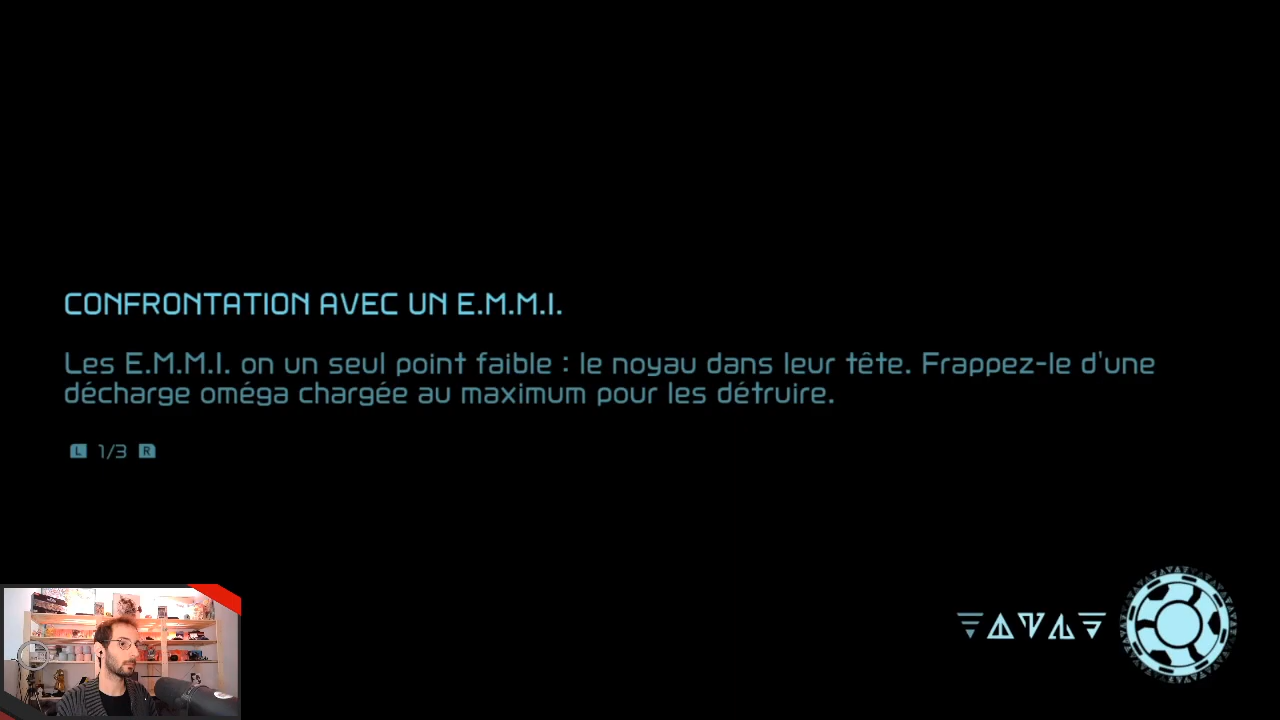 CONFRONTATION AVEC UN E.M.M.I.
Les E.M.M.I. on un seul point faible : le noyau dans leur tête. Frappez-le d'une
décharge oméga chargée au maximum pour les détruire.
L 1/3 R